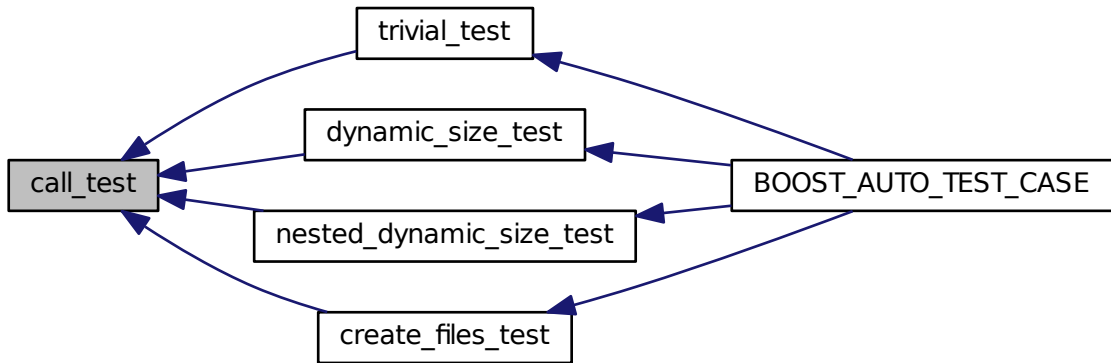 trivial_test
dynamic_size_test
call_test
BOOST_AUTO_TEST_CASE
nested_dynamic_size_test
create_files_test